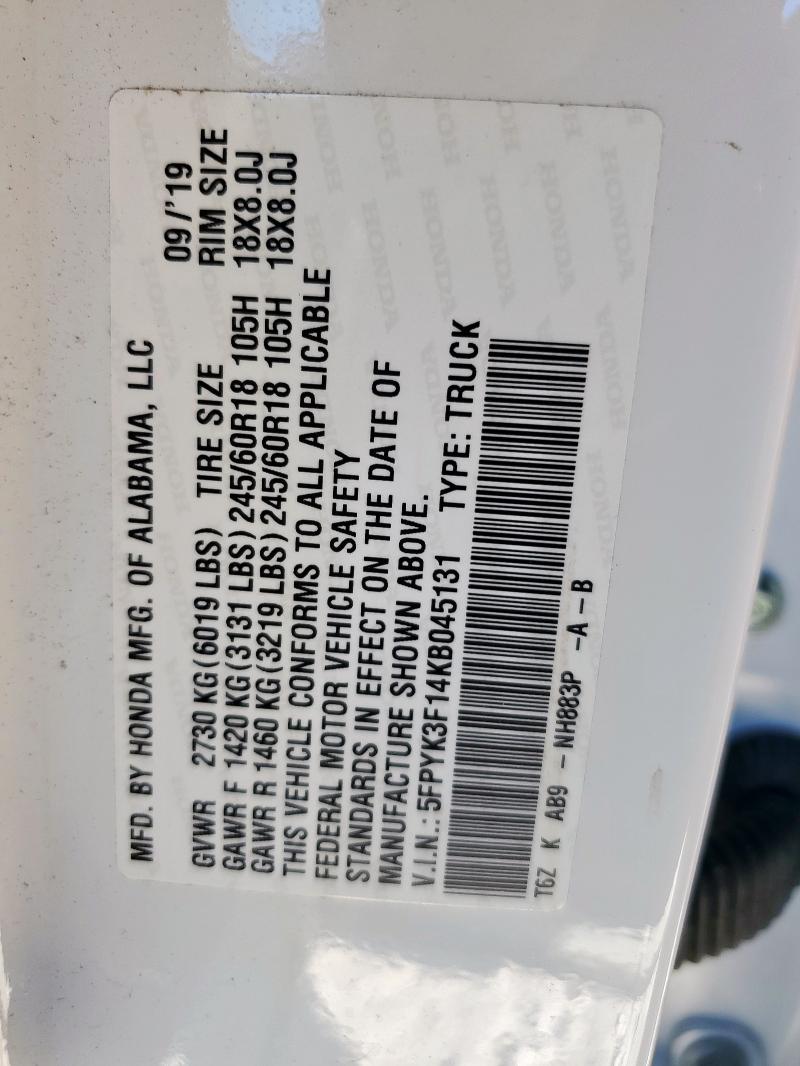 MFD. BY HONDA MFG. OF ALABAMA, LLC
09/'19
GVWR 2730 KG(6019 LBS) TIRE SIZE RIM SIZE
GAWR F 1420 KG(3131 LBS)245/60R18 105H 18X8.0J
GAWR R 1460 KG(3219 LBS)245/60R18 105H 18X8.0J
THIS VEHICLE CONFORMS TO ALL APPLICABLE
FEDERAL MOTOR VEHICLE SAFETY
STANDARDS IN EFFECT ON THE DATE OF
MANUFACTURE SHOWN ABOVE.
V.I.N.: 5FPYK3F14KB045131 TYPE: TRUCK
T6Z K AB9 -NH883P -A-B